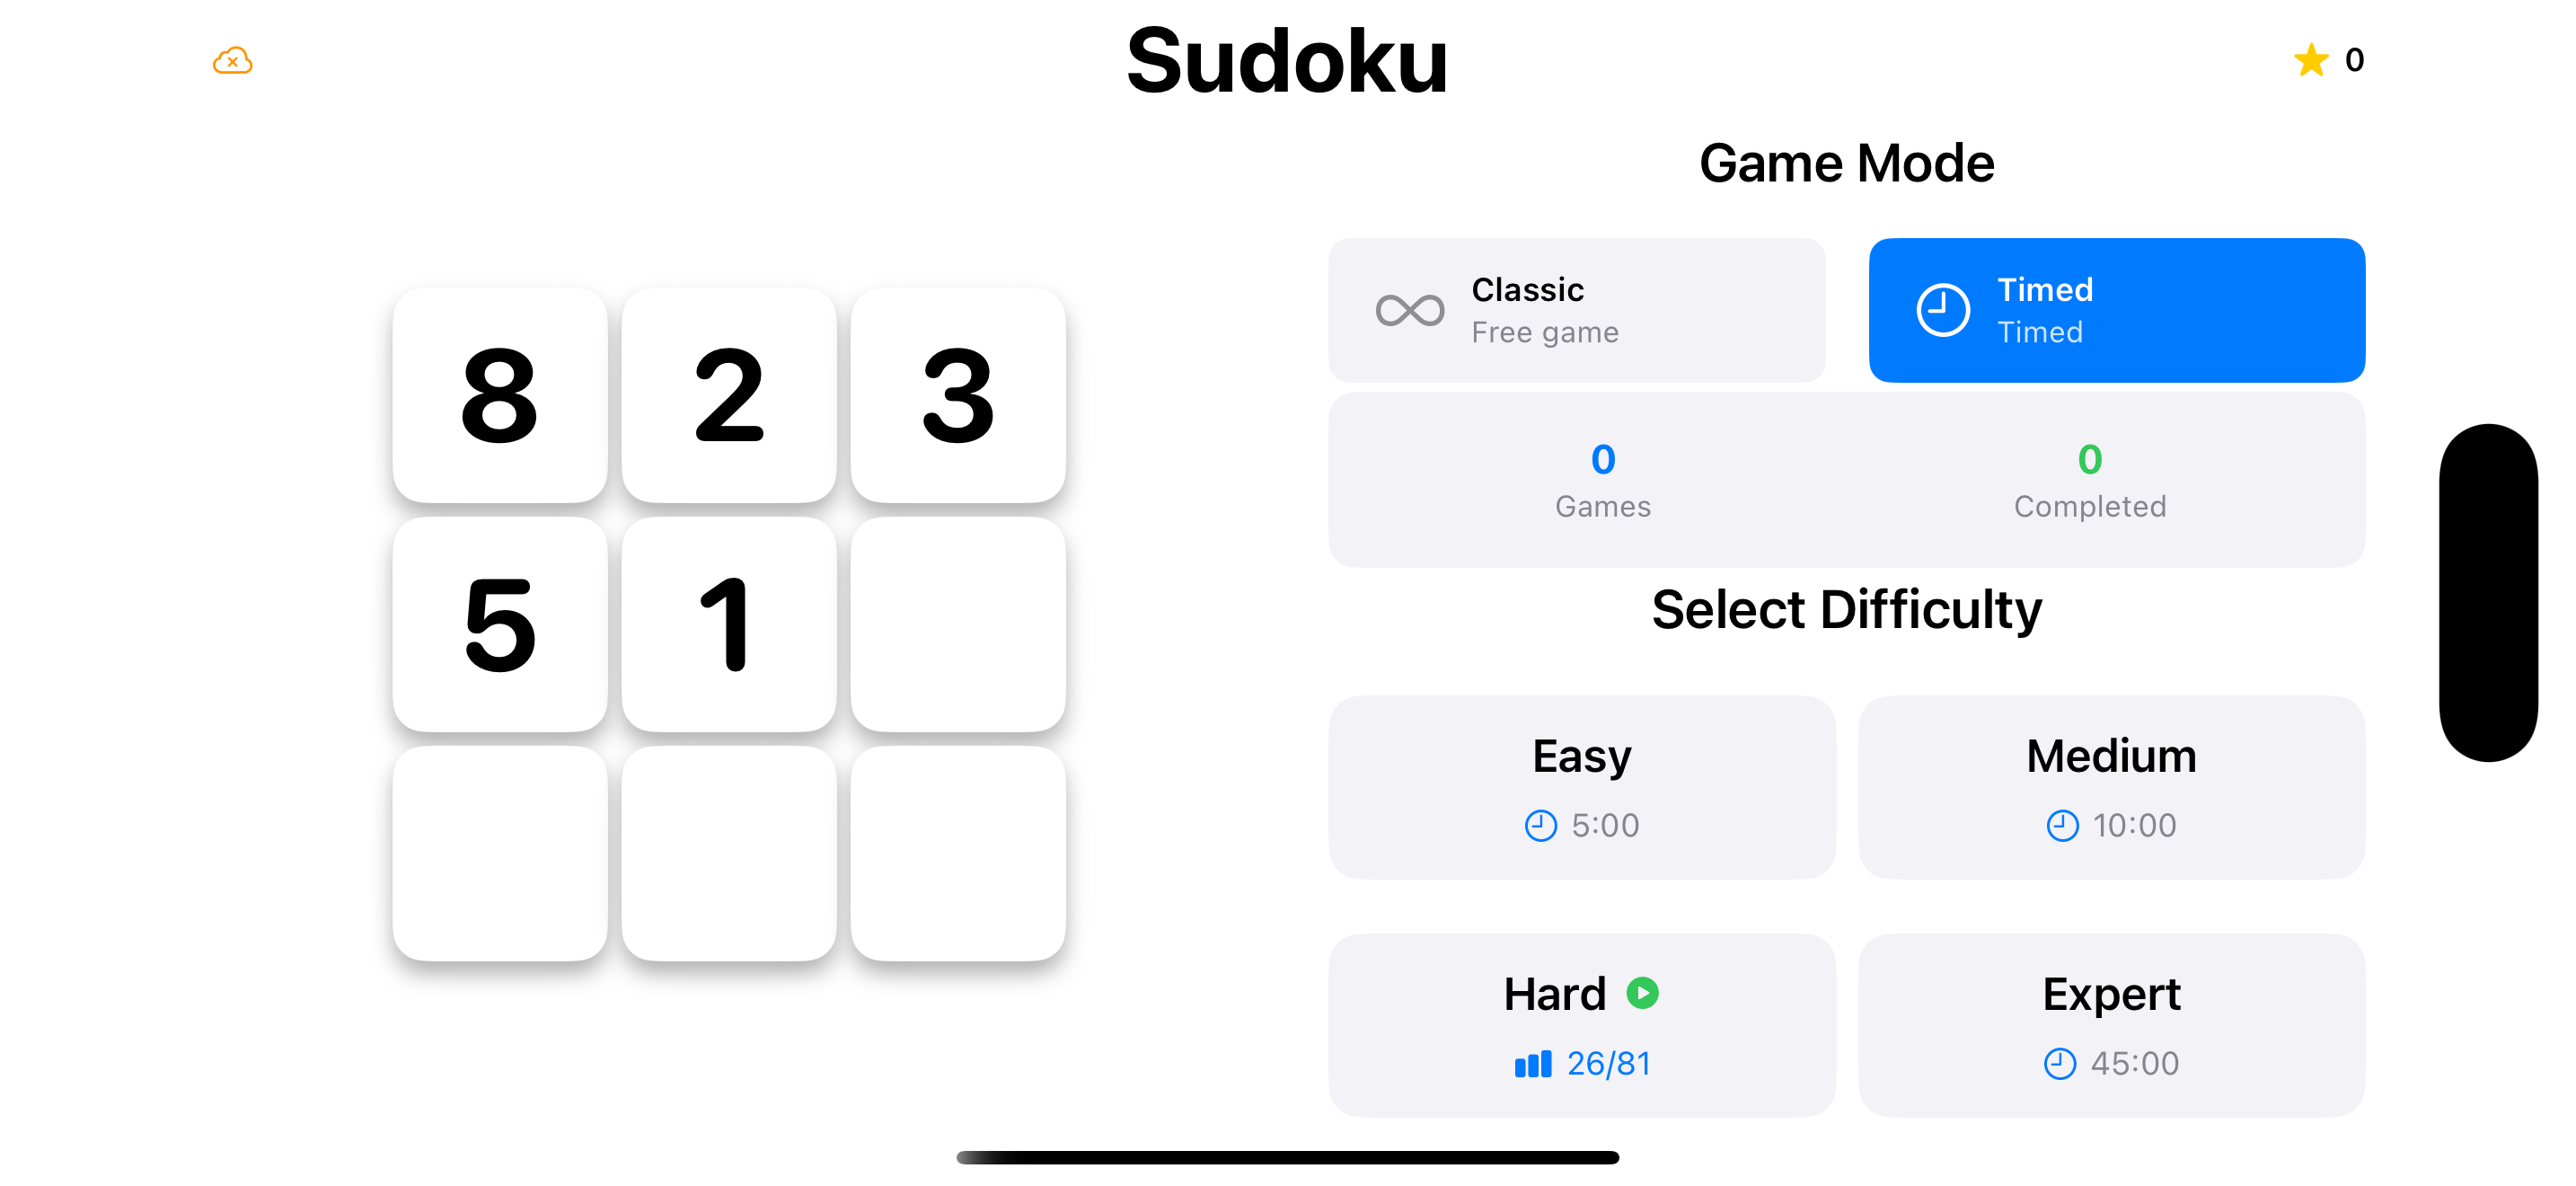 Sudoku
0
8 2 3
5 1
Game Mode
Classic
Free game
Timed
Timed
0
Games
0
Completed
Select Difficulty
Easy
5:00
Medium
10:00
Hard
26/81
Expert
45:00